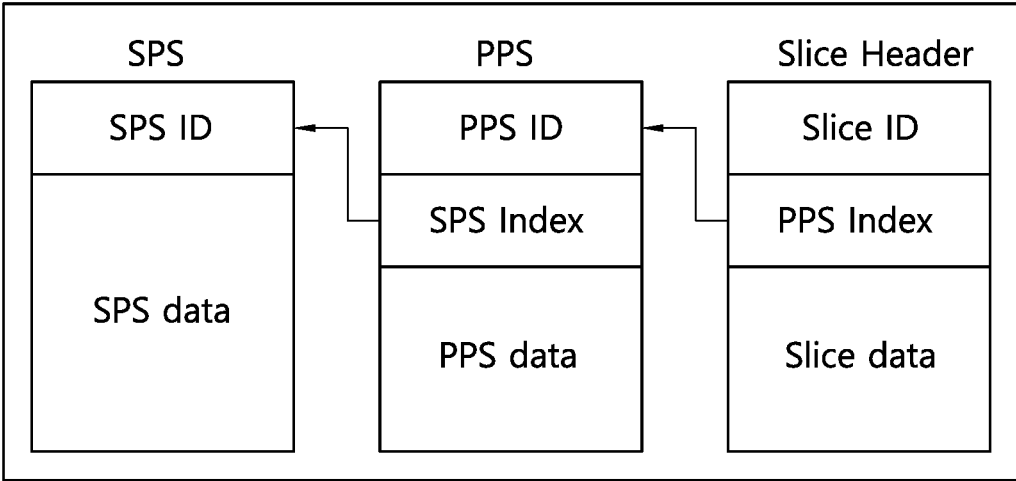 SPS
SPS ID
SPS data
PPS
PPS ID
SPS Index
PPS data
Slice Header
Slice ID
PPS Index
Slice data